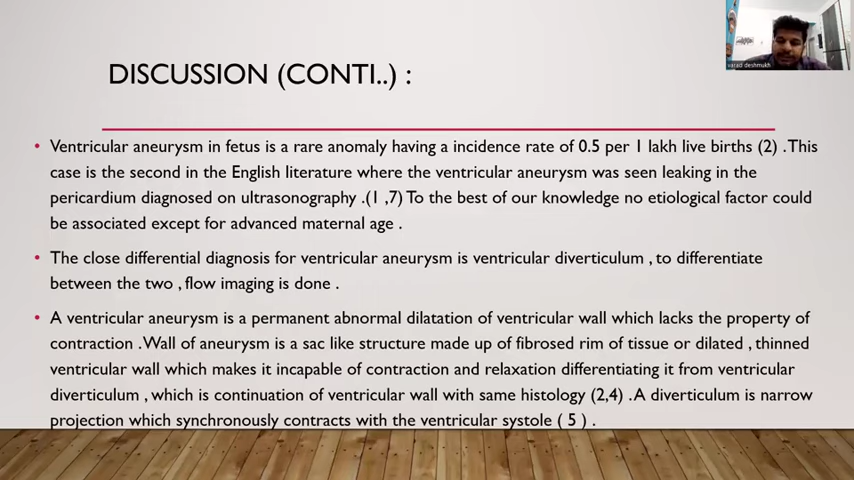 varad deshmukh
DISCUSSION (CONTI..) :
• Ventricular aneurysm in fetus is a rare anomaly having a incidence rate of 0.5 per 1 lakh live births (2) .This
case is the second in the English literature where the ventricular aneurysm was seen leaking in the
pericardium diagnosed on ultrasonography .(1 ,7) To the best of our knowledge no etiological factor could
be associated except for advanced maternal age .
• The close differential diagnosis for ventricular aneurysm is ventricular diverticulum , to differentiate
between the two , flow imaging is done .
• A ventricular aneurysm is a permanent abnormal dilatation of ventricular wall which lacks the property of
contraction .Wall of aneurysm is a sac like structure made up of fibrosed rim of tissue or dilated , thinned
ventricular wall which makes it incapable of contraction and relaxation differentiating it from ventricular
diverticulum , which is continuation of ventricular wall with same histology (2,4) .A diverticulum is narrow
projection which synchronously contracts with the ventricular systole ( 5 ) .